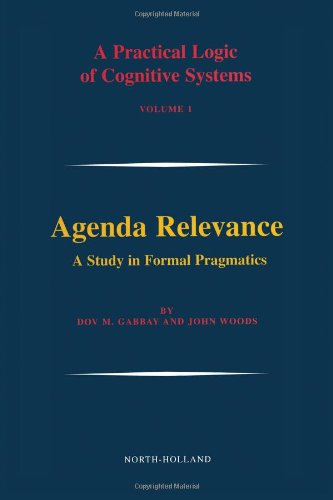 Copyrighted Material
A Practical Logic
of Cognitive Systems
VOLUME 1
Agenda Relevance
A Study in Formal Pragmatics
BY
DOV M. GABBAY AND JOHN WOODS
NORTH-HOLLAND
Copyrighted Material